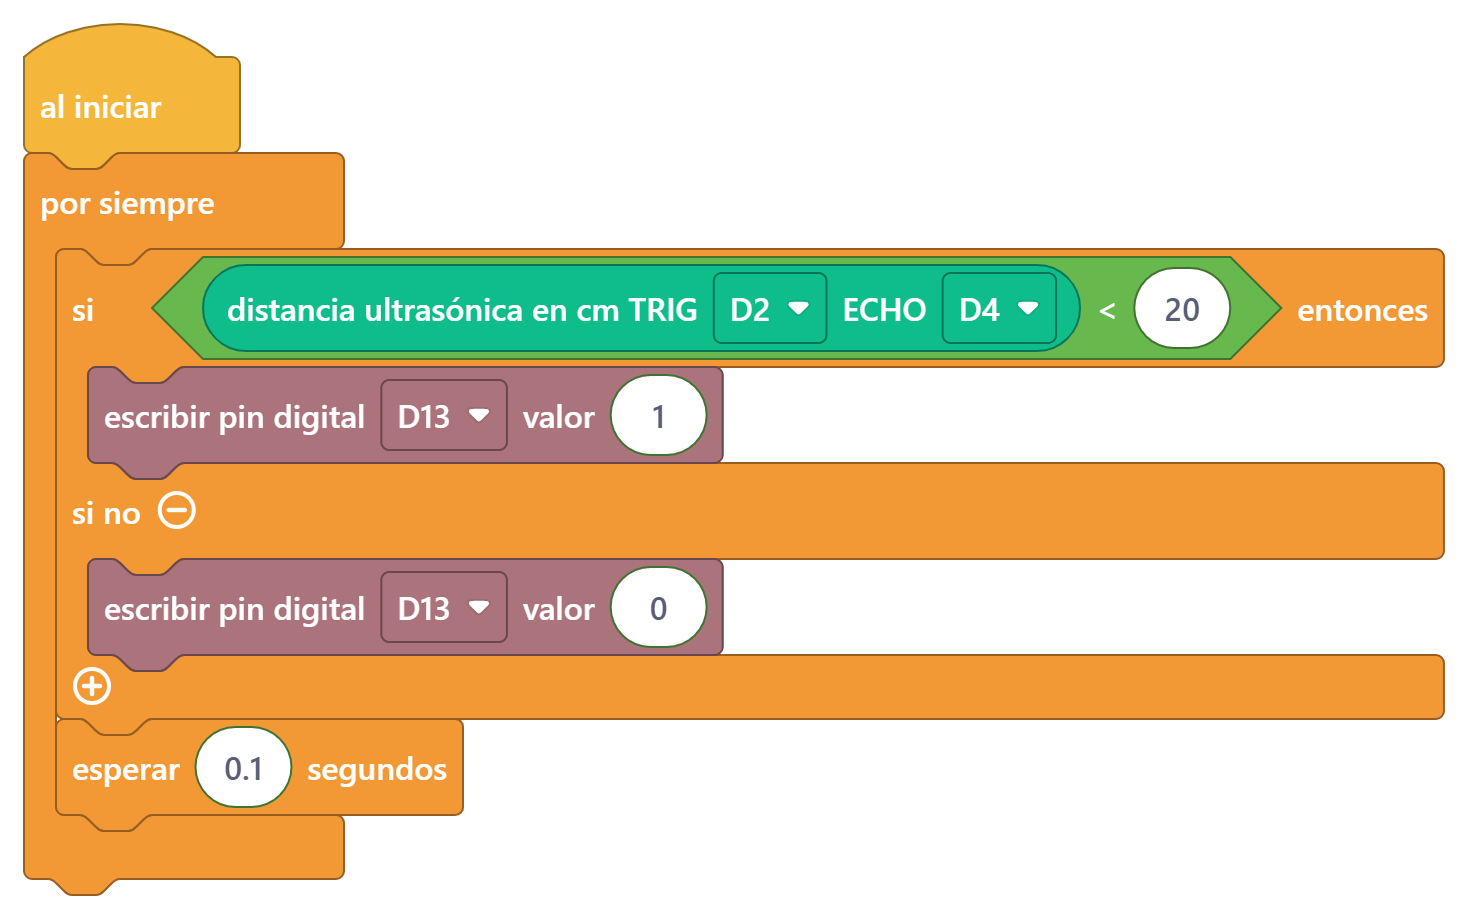 al iniciar
por siempre
si distancia ultrasónica en cm TRIG D2 ECHO D4 < 20 entonces
escribir pin digital D13 valor 1
si no
escribir pin digital D13 valor 0
esperar 0.1 segundos